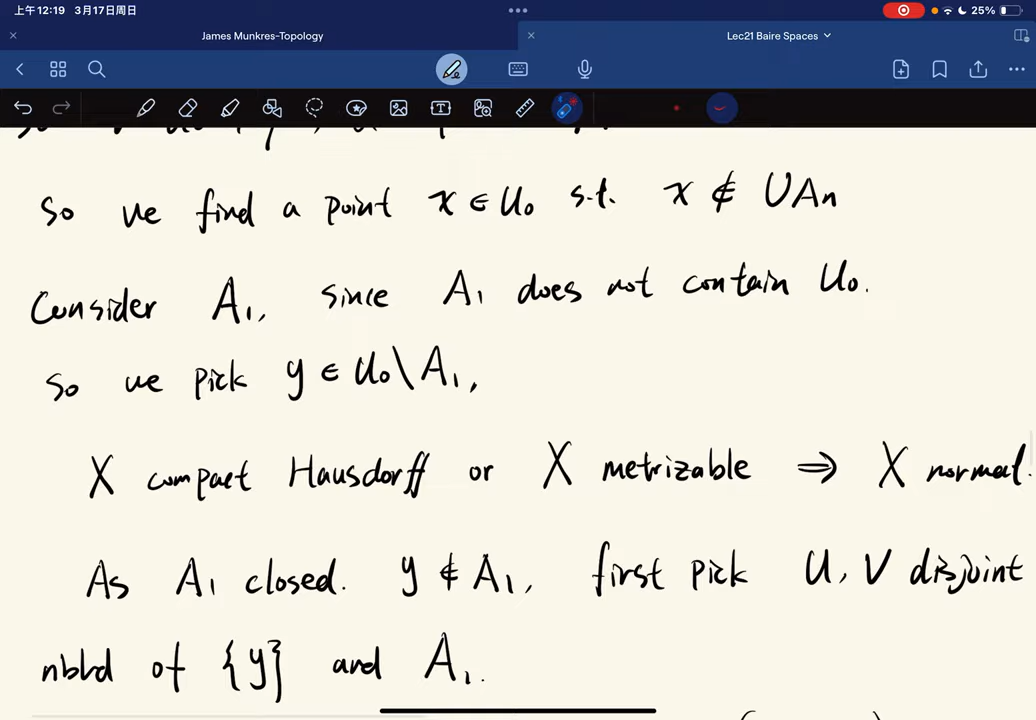 上午12:19 3月17日周日
25%
James Munkres-Topology
Lec21 Baire Spaces
So we find a point x ∈ U₀ s.t. x ∉ ∪Aₙ
Consider A₁, since A₁ does not contain U₀.
So we pick y ∈ U₀\A₁,
X compact Hausdorff or X metrizable ⇒ X normal.
As A₁ closed. y ∉ A₁, first pick U, V disjoint
nbhd of {y} and A₁.